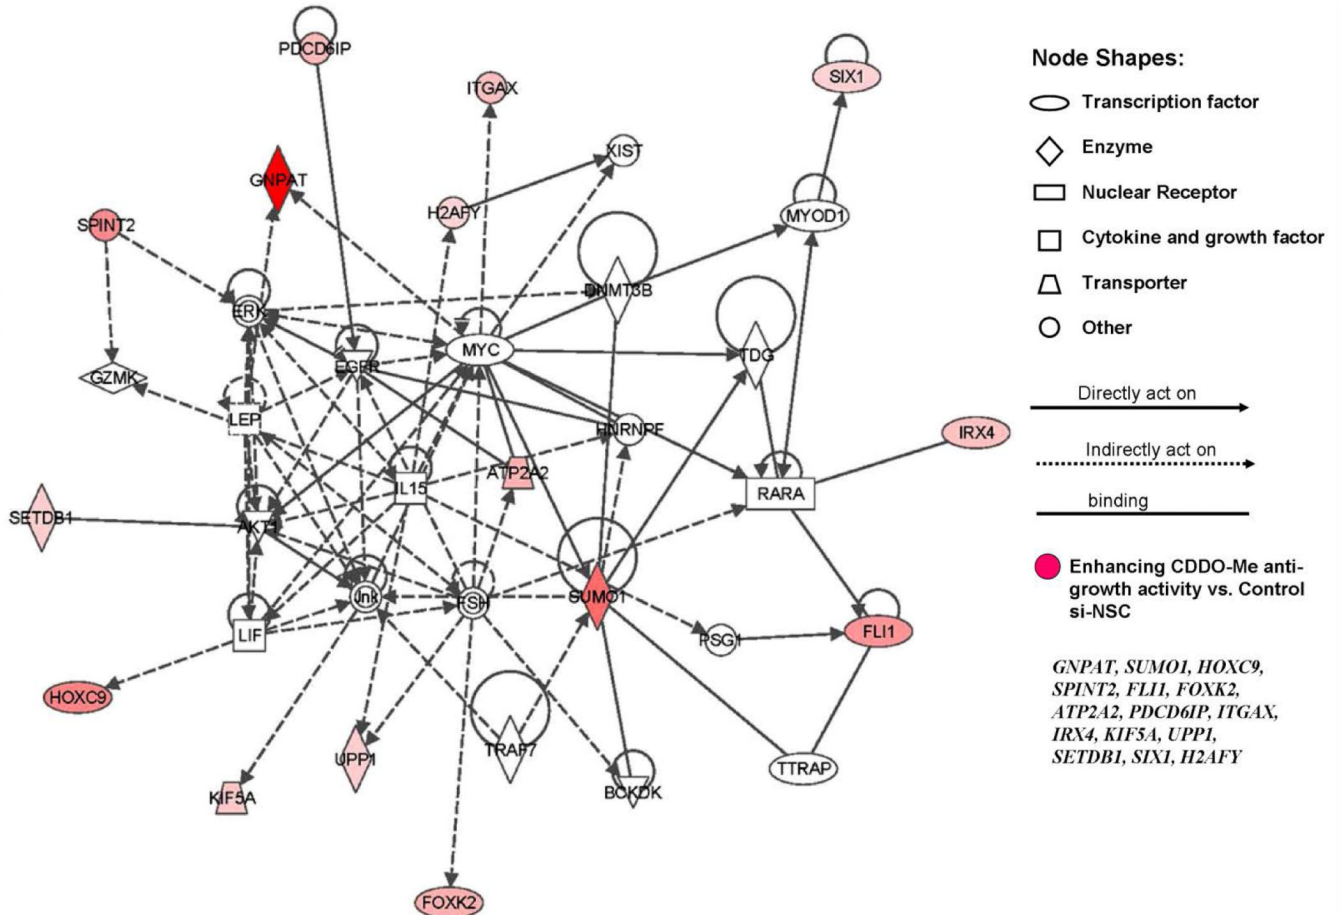 PDCD6IP
SIX1
ITGAX
XIST
GNPAT
H2AFY
SPINT2
MYOD1
DNMT3B
ERK
MYC
TDG
EGFR
GZMK
LEP
HNRNPF
IRX4
ATP2A2
IL15
RARA
SETDB1
AKT1
Jnk
FSH
SUMO1
LIF
PSG1
FLI1
HOXC9
TRAF7
UPP1
TTRAP
KIF5A
BCKDK
FOXK2
Node Shapes:
Transcription factor
Enzyme
Nuclear Receptor
Cytokine and growth factor
Transporter
Other
Directly act on
Indirectly act on
binding
Enhancing CDDO-Me anti-
growth activity vs. Control
si-NSC
GNPAT, SUMO1, HOXC9,
SPINT2, FLI1, FOXK2,
ATP2A2, PDCD6IP, ITGAX,
IRX4, KIF5A, UPP1,
SETDB1, SIX1, H2AFY